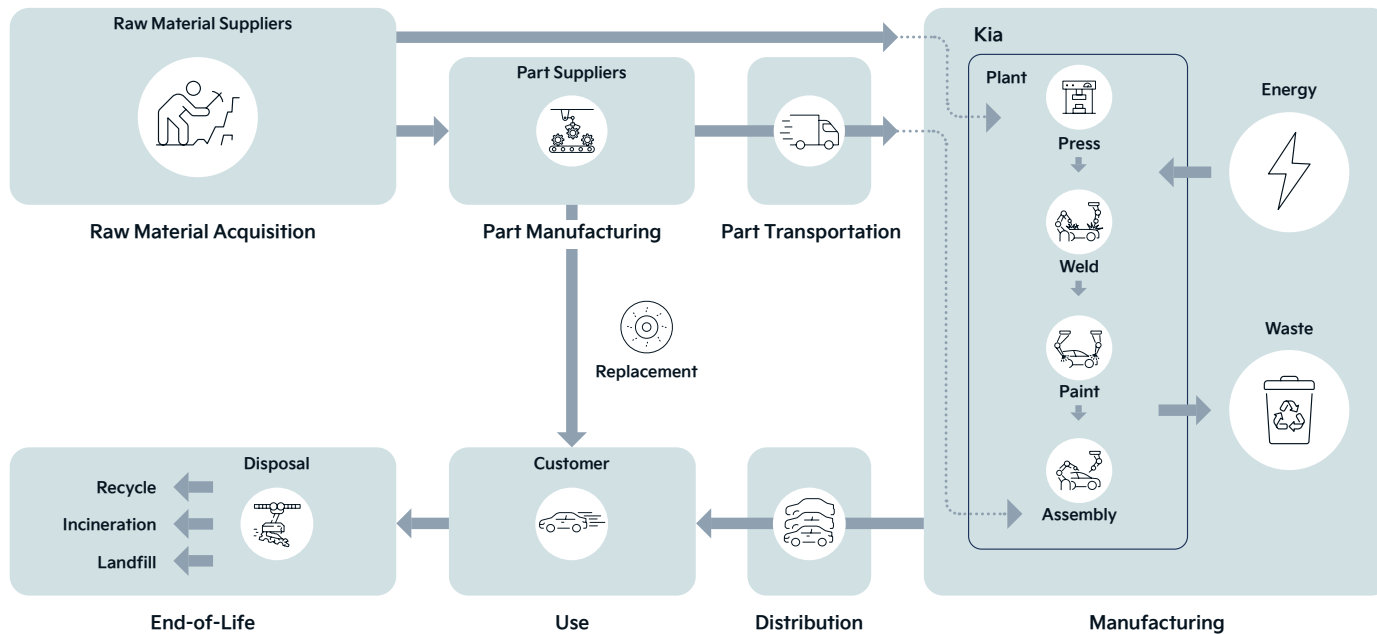 Raw Material Suppliers
Raw Material Acquisition
Part Suppliers
Part Manufacturing
Part Transportation
Kia
Plant
Press
Weld
Paint
Assembly
Energy
Waste
Replacement
Disposal
Recycle
Incineration
Landfill
Customer
End-of-Life
Use
Distribution
Manufacturing